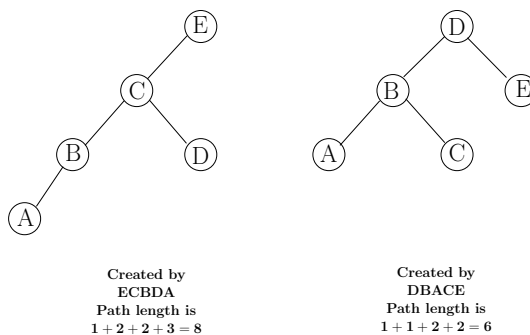 E
C
B
D
A
D
B
E
A
C
Created by
ECBDA
Path length is
1 + 2 + 2 + 3 = 8
Created by
DBACE
Path length is
1 + 1 + 2 + 2 = 6